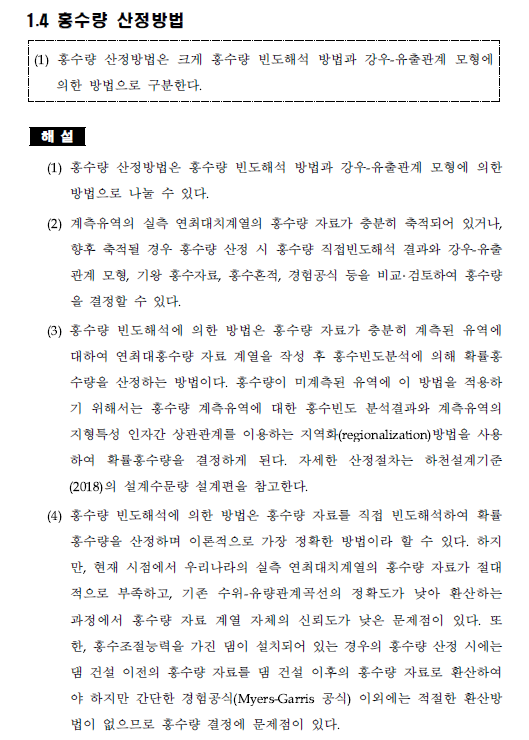 1.4 홍수량 산정방법
(1) 홍수량 산정방법은 크게 홍수량 빈도해석 방법과 강우-유출관계 모형에
의한 방법으로 구분한다.
해 설
(1) 홍수량 산정방법은 홍수량 빈도해석 방법과 강우-유출관계 모형에 의한
방법으로 나눌 수 있다.
(2) 계측유역의 실측 연최대치계열의 홍수량 자료가 충분히 축적되어 있거나,
향후 축적될 경우 홍수량 산정 시 홍수량 직접빈도해석 결과와 강우-유출
관계 모형, 기왕 홍수자료, 홍수흔적, 경험공식 등을 비교·검토하여 홍수량
을 결정할 수 있다.
(3) 홍수량 빈도해석에 의한 방법은 홍수량 자료가 충분히 계측된 유역에
대하여 연최대홍수량 자료 계열을 작성 후 홍수빈도분석에 의해 확률홍
수량을 산정하는 방법이다. 홍수량이 미계측된 유역에 이 방법을 적용하
기 위해서는 홍수량 계측유역에 대한 홍수빈도 분석결과와 계측유역의
지형특성 인자간 상관관계를 이용하는 지역화(regionalization)방법을 사용
하여 확률홍수량을 결정하게 된다. 자세한 산정절차는 하천설계기준
(2018)의 설계수문량 설계편을 참고한다.
(4) 홍수량 빈도해석에 의한 방법은 홍수량 자료를 직접 빈도해석하여 확률
홍수량을 산정하며 이론적으로 가장 정확한 방법이라 할 수 있다. 하지
만, 현재 시점에서 우리나라의 실측 연최대치계열의 홍수량 자료가 절대
적으로 부족하고, 기존 수위-유량관계곡선의 정확도가 낮아 환산하는
과정에서 홍수량 자료 계열 자체의 신뢰도가 낮은 문제점이 있다. 또
한, 홍수조절능력을 가진 댐이 설치되어 있는 경우의 홍수량 산정 시에는
댐 건설 이전의 홍수량 자료를 댐 건설 이후의 홍수량 자료로 환산하여
야 하지만 간단한 경험공식(Myers-Garris 공식) 이외에는 적절한 환산방
법이 없으므로 홍수량 결정에 문제점이 있다.